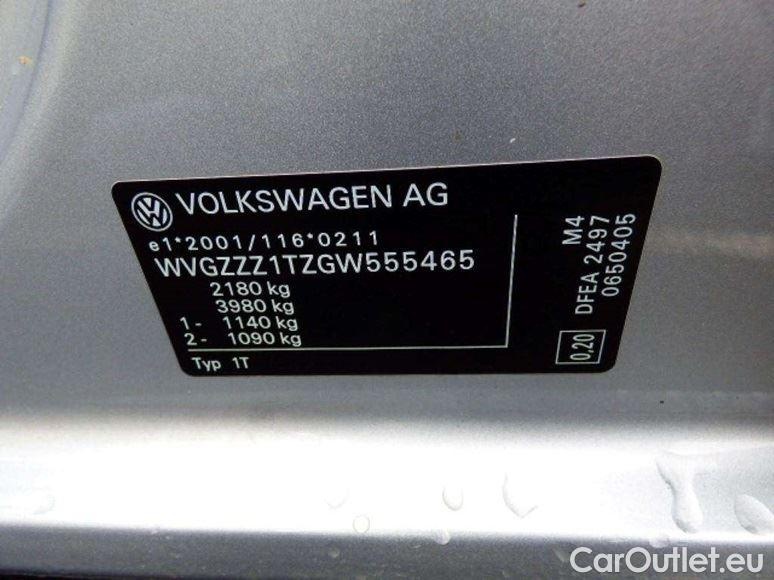 VOLKSWAGEN AG
e1*2001/116*0211
WVGZZZ1TZGW555465
2180 kg
3980 kg
1- 1140 kg
2- 1090 kg
Typ 1T
M4
DFEA 2497
0650405
0,20
CarOutlet.eu